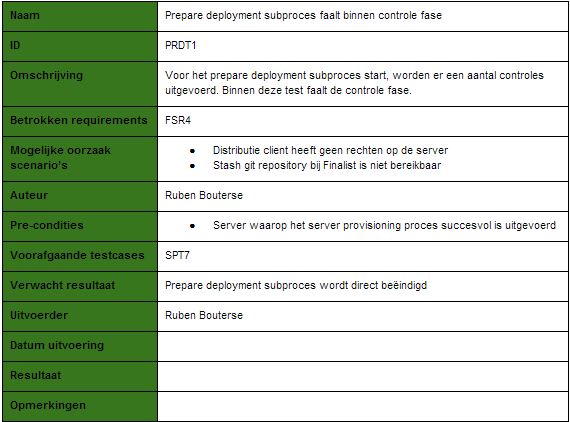 Naam Prepare deployment subproces faalt binnen controle fase
ID PRDT1
Omschrijving Voor het prepare deployment subproces start, worden er een aantal controles
uitgevoerd. Binnen deze test faalt de controle fase.
Betrokken requirements FSR4
Mogelijke oorzaak ● Distributie client heeft geen rechten op de server
scenario's ● Stash git repository bij Finalist is niet bereikbaar
Auteur Ruben Bouterse
Pre-condities ● Server waarop het server provisioning proces succesvol is uitgevoerd
Voorafgaande testcases SPT7
Verwacht resultaat Prepare deployment subproces wordt direct beëindigd
Uitvoerder Ruben Bouterse
Datum uitvoering
Resultaat
Opmerkingen